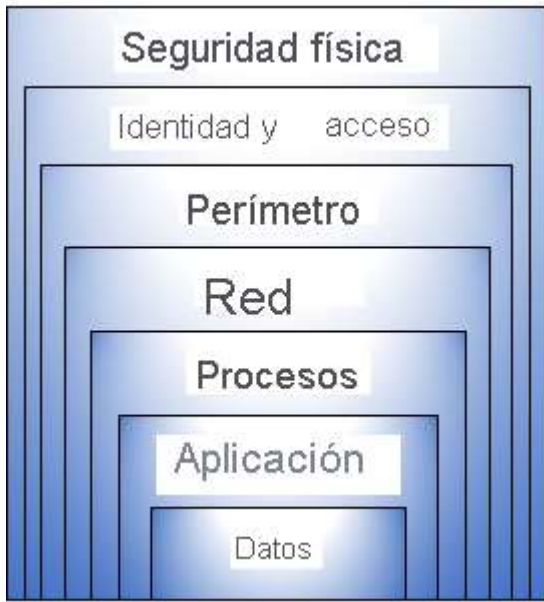 Seguridad física
Identidad y acceso
Perímetro
Red
Procesos
Aplicación
Datos